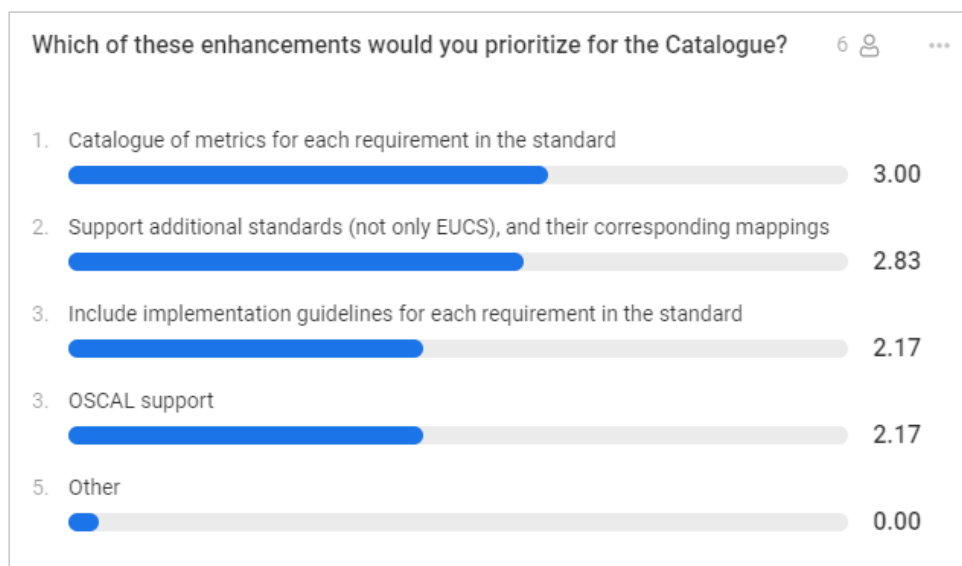 Which of these enhancements would you prioritize for the Catalogue? 6
1. Catalogue of metrics for each requirement in the standard
3.00
2. Support additional standards (not only EUCS), and their corresponding mappings
2.83
3. Include implementation guidelines for each requirement in the standard
2.17
3. OSCAL support
2.17
5. Other
0.00